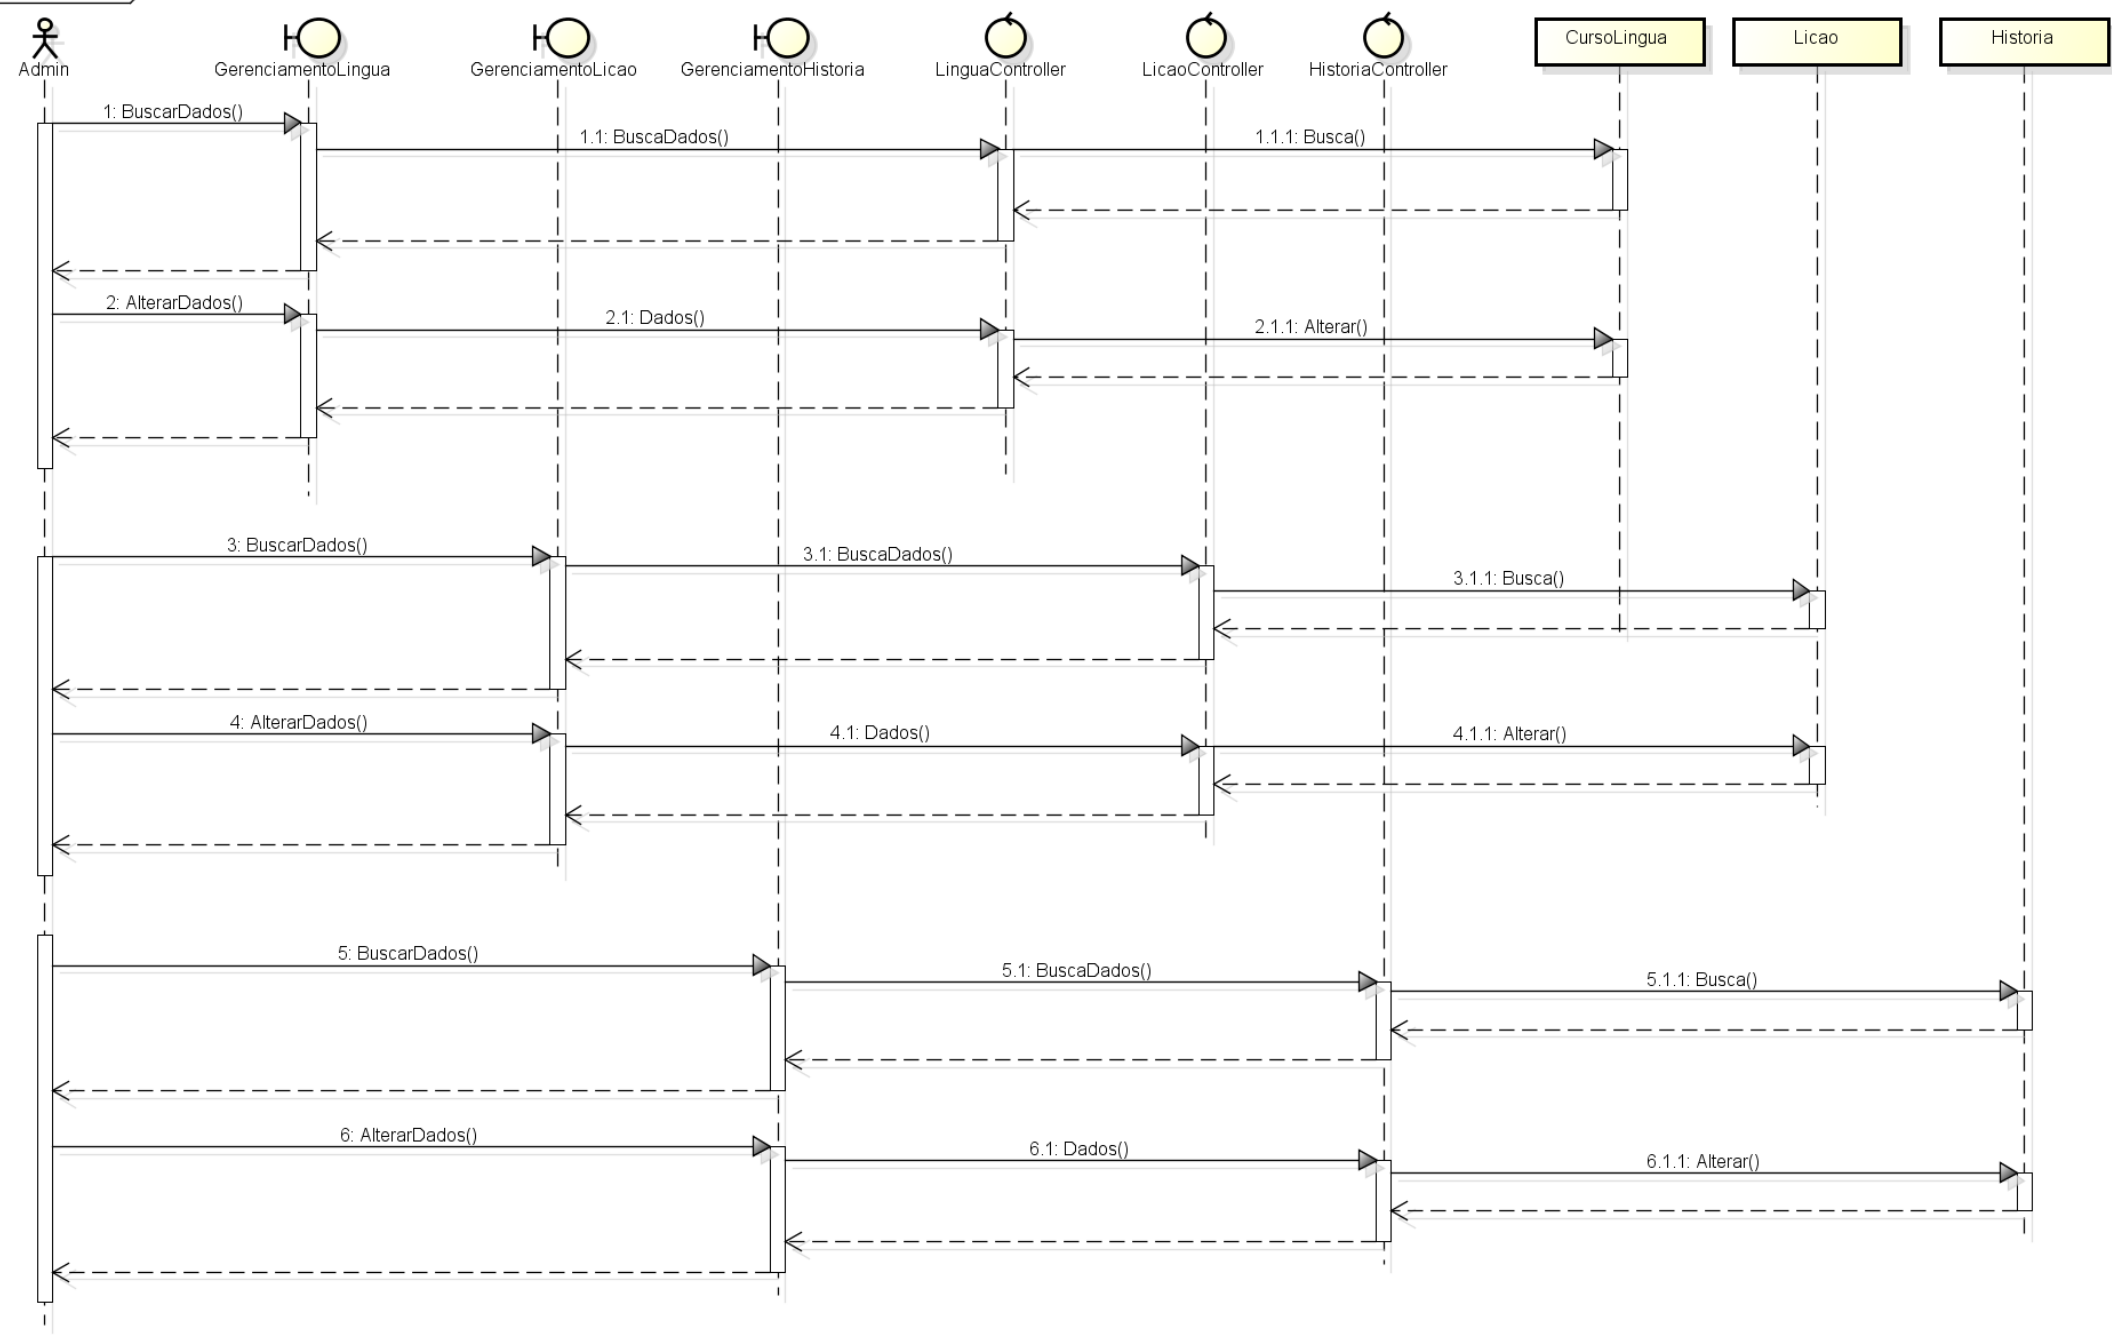 Admin
GerenciamentoLingua
GerenciamentoLicao
GerenciamentoHistoria
LinguaController
LicaoController
HistoriaController
CursoLingua
Licao
Historia
1: BuscarDados()
1.1: BuscaDados()
1.1.1: Busca()
2: AlterarDados()
2.1: Dados()
2.1.1: Alterar()
3: BuscarDados()
3.1: BuscaDados()
3.1.1: Busca()
4: AlterarDados()
4.1: Dados()
4.1.1: Alterar()
5: BuscarDados()
5.1: BuscaDados()
5.1.1: Busca()
6: AlterarDados()
6.1: Dados()
6.1.1: Alterar()